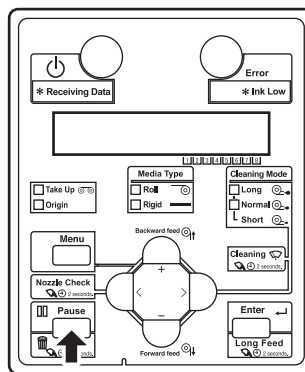 Error
* Receiving Data
* Ink Low
1 2 3 4 5 6 7 8
Media Type
Cleaning Mode
Take Up
Origin
Roll
Rigid
Long
Normal
Short
Menu
Backward feed
+
Cleaning
2 seconds.
Nozzle Check
2 seconds.
< >
Pause
Enter
−
2 seconds.
Forward feed
Long Feed
2 seconds.